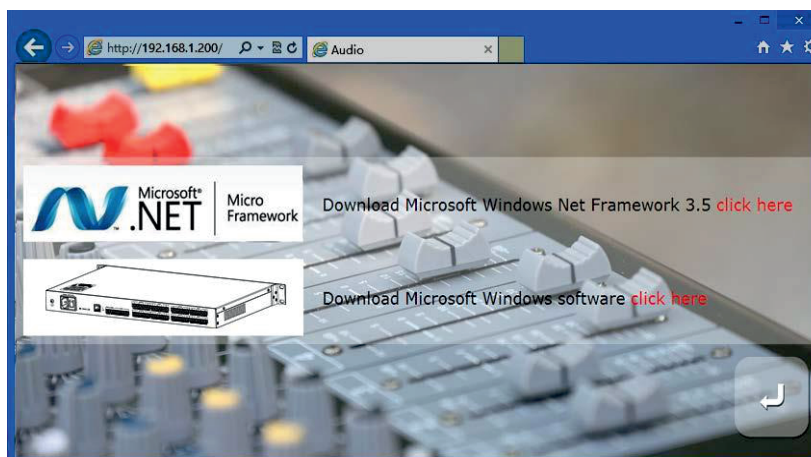 http://192.168.1.200/
Audio
Microsoft®
.NET
Micro
Framework
Download Microsoft Windows Net Framework 3.5 click here
Download Microsoft Windows software click here